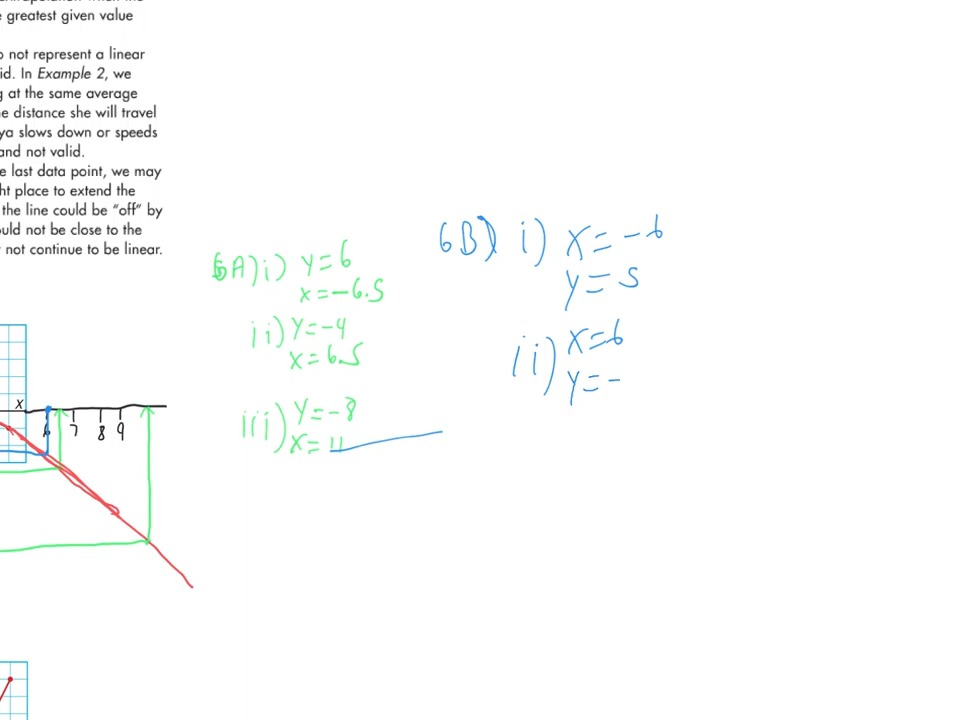 greatest given value
not represent a linear
id. In Example 2, we
at the same average
e distance she will travel
ya slows down or speeds
and not valid.
e last data point, we may
ht place to extend the
the line could be "off" by
uld not be close to the
not continue to be linear.
6B) i) x = -6
y = 5
6A) i) y = 6
x = -6.5
ii) y = -4
x = 6.5
ii) x = 6
y = -
iii) y = -8
x = 11
x
6 7 8 9